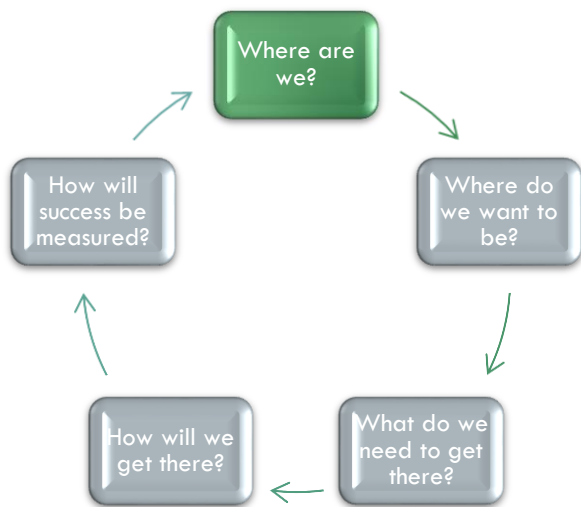 Where are
we?
Where do
we want to
be?
What do we
need to get
there?
How will we
get there?
How will
success be
measured?